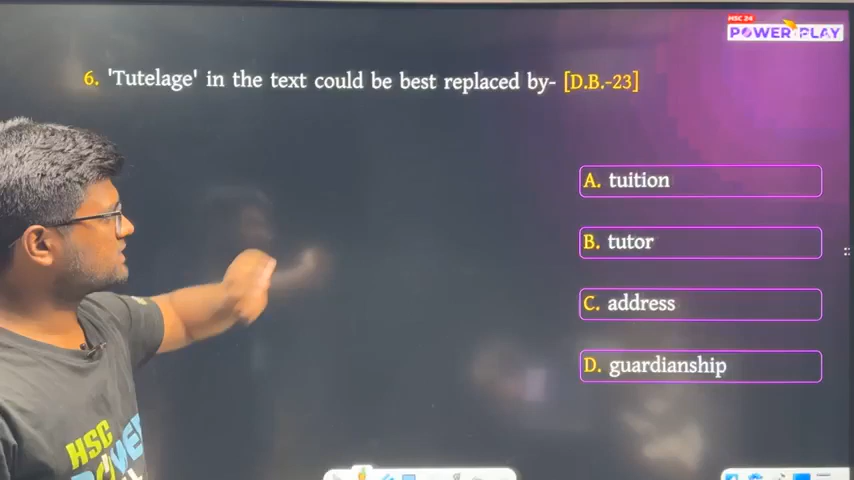 HSC 24
POWER PLAY
6. 'Tutelage' in the text could be best replaced by- [D.B.-23]
A. tuition
B. tutor
C. address
D. guardianship
HSC